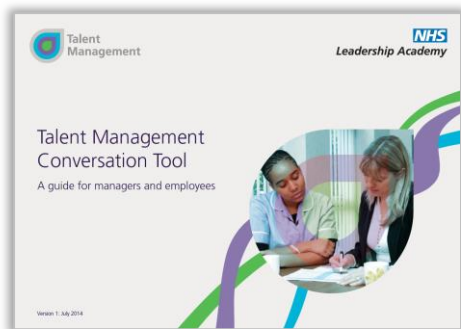 Talent
Management
NHS
Leadership Academy
Talent Management
Conversation Tool
A guide for managers and employees
Version 1: July 2014